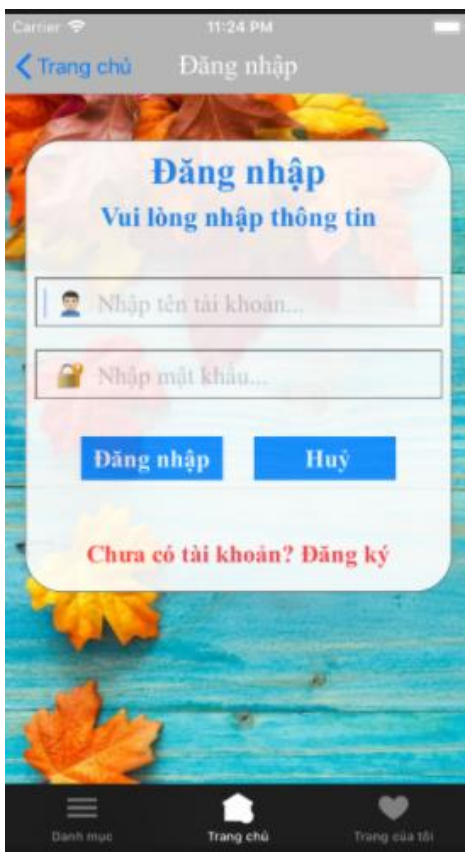 Carrier 11:24 PM
Trang chủ Đăng nhập
Đăng nhập
Vui lòng nhập thông tin
Nhập tên tài khoản...
Nhập mật khẩu...
Đăng nhập Huỷ
Chưa có tài khoản? Đăng ký
Danh mục Trang chủ Trang của tôi